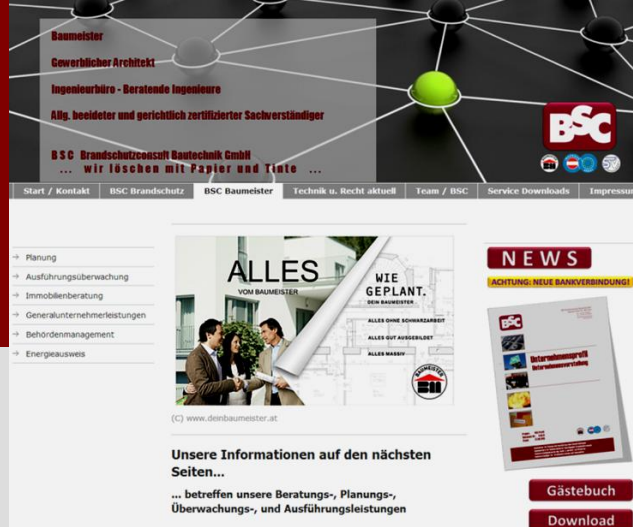 Baumeister
Gewerblicher Architekt
Ingenieurbüro - Beratende Ingenieure
Allg. beeideter und gerichtlich zertifizierter Sachverständiger
B S C Brandschutzconsult Bautechnik GmbH
... wir löschen mit Papier und Tinte ...
BSC
Start / Kontakt
BSC Brandschutz
BSC Baumeister
Technik u. Recht aktuell
Team / BSC
Service Downloads
Impressum
Planung
Ausführungsüberwachung
Immobilienberatung
Generalunternehmerleistungen
Behördenmanagement
Energieausweis
ALLES
VOM BAUMEISTER
WIE
GEPLANT.
DEIN BAUMEISTER...
ALLES OHNE SCHWARZARBEIT
ALLES GUT AUSGEBILDET
ALLES MASSIV
BAUMEISTER
(C) www.deinbaumeister.at
Unsere Informationen auf den nächsten
Seiten...
... betreffen unsere Beratungs-, Planungs-,
Überwachungs-, und Ausführungsleistungen
NEWS
ACHTUNG: NEUE BANKVERBINDUNG!
BSC
Unternehmensprofil
Unternehmensvorstellung
Gästebuch
Download